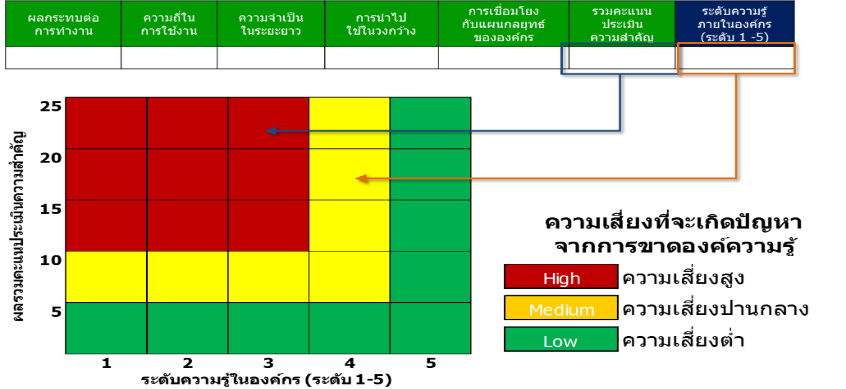 ผลกระทบต่อ
การทำงาน
ความถี่ใน
การใช้งาน
ความจำเป็น
ในระยะยาว
การนำไป
ใช้ในวงกว้าง
การเชื่อมโยง
กับแผนกลยุทธ์
ขององค์กร
รวมคะแนน
ประเมิน
ความสำคัญ
ระดับความรู้
ภายในองค์กร
(ระดับ 1 -5)
ผลรวมคะแนประเมินความสำคัญ
25
20
15
10
5
1 2 3 4 5
ระดับความรู้ในองค์กร (ระดับ 1-5)
ความเสี่ยงที่จะเกิดปัญหา
จากการขาดองค์ความรู้
High ความเสี่ยงสูง
Medium ความเสี่ยงปานกลาง
Low ความเสี่ยงต่ำ